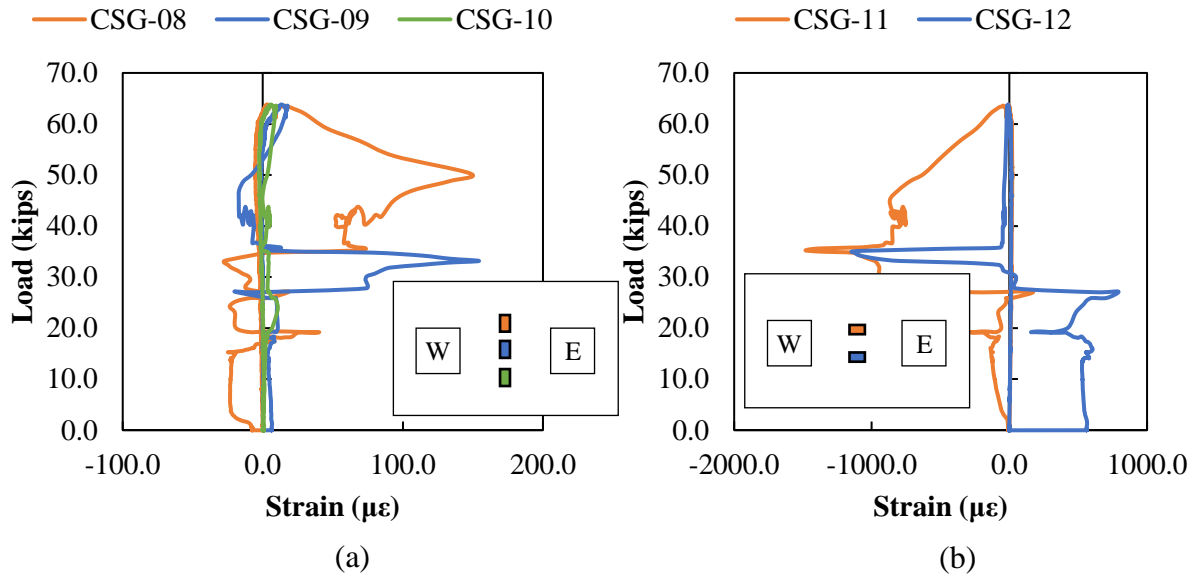 CSG-08 CSG-09 CSG-10
70.0
60.0
50.0
40.0
30.0
20.0
10.0
0.0
-100.0 0.0 100.0 200.0
Load (kips)
Strain (με)
W E
(a)
CSG-11 CSG-12
70.0
60.0
50.0
40.0
30.0
20.0
10.0
0.0
-2000.0 -1000.0 0.0 1000.0
Load (kips)
Strain (με)
W E
(b)